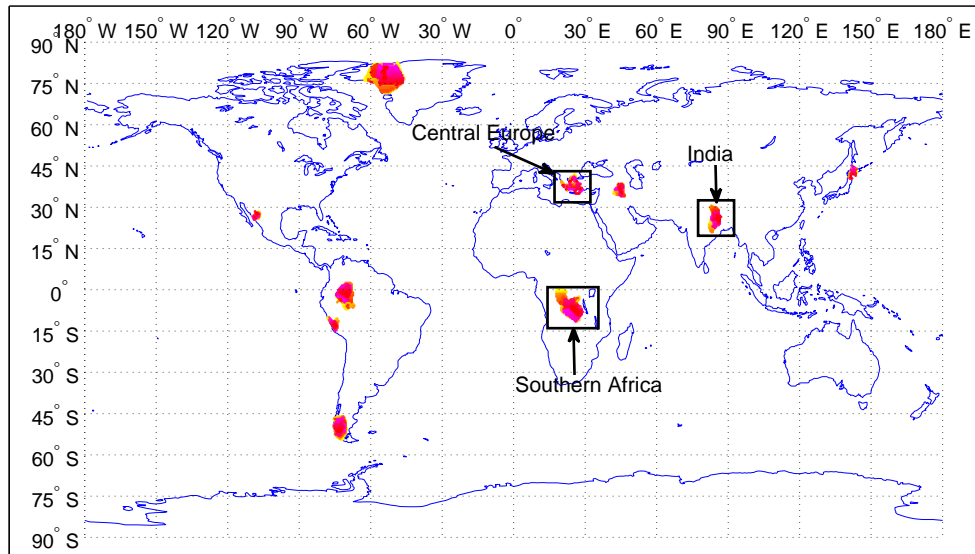 180° W 150° W 120° W 90° W 60° W 30° W 0° 30° E 60° E 90° E 120° E 150° E 180° E
90° N
75° N
60° N
Central Europe
India
45° N
30° N
15° N
0°
15° S
30° S
Southern Africa
45° S
60° S
75° S
90° S